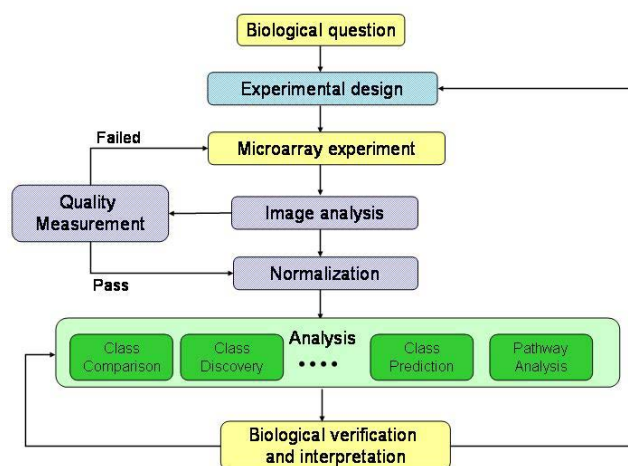 Biological question
Experimental design
Failed
Microarray experiment
Quality
Measurement
Image analysis
Pass
Normalization
Analysis
Class
Comparison
Class
Discovery
••••
Class
Prediction
Pathway
Analysis
Biological verification
and interpretation